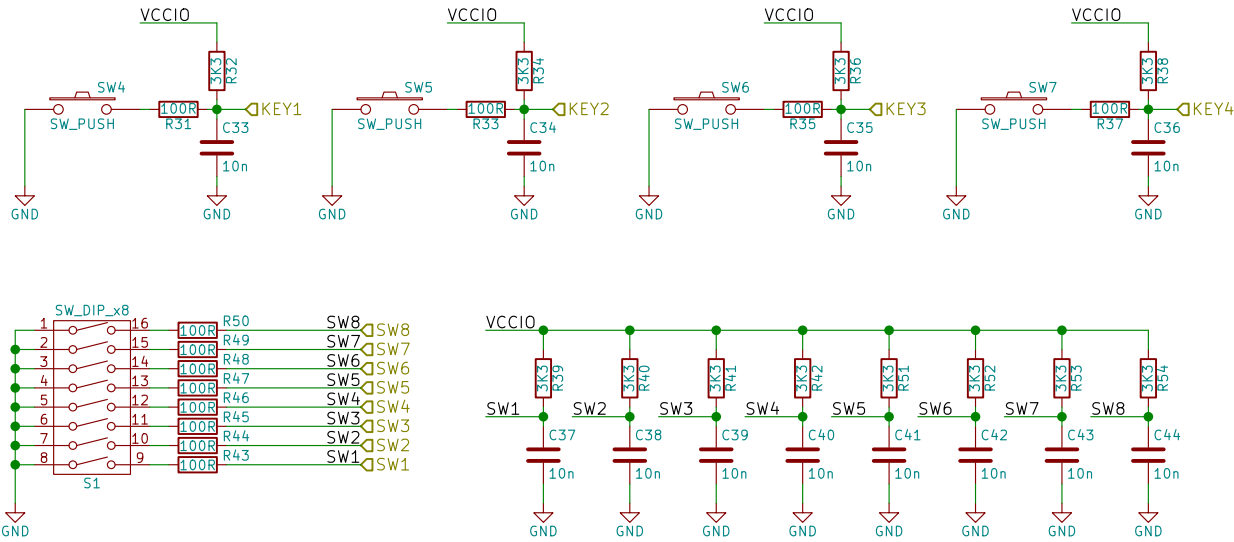 VCCIO VCCIO VCCIO VCCIO
3K3 R32 3K3 R34 3K3 R36 3K3 R38
SW4 SW5 SW6 SW7
100R KEY1 100R KEY2 100R KEY3 100R KEY4
SW_PUSH R31 C33 SW_PUSH R33 C34 SW_PUSH R35 C35 SW_PUSH R37 C36
10n 10n 10n 10n
GND GND GND GND GND GND GND GND
SW_DIP_x8
1 16 100R R50 SW8 SW8
2 15 100R R49 SW7 SW7
3 14 100R R48 SW6 SW6
4 13 100R R47 SW5 SW5
5 12 100R R46 SW4 SW4
6 11 100R R45 SW3 SW3
7 10 100R R44 SW2 SW2
8 9 100R R43 SW1 SW1
S1
GND
VCCIO
3K3 R39 3K3 R40 3K3 R41 3K3 R42 3K3 R51 3K3 R52 3K3 R53 3K3 R54
SW1 SW2 SW3 SW4 SW5 SW6 SW7 SW8
C37 C38 C39 C40 C41 C42 C43 C44
10n 10n 10n 10n 10n 10n 10n 10n
GND GND GND GND GND GND GND GND